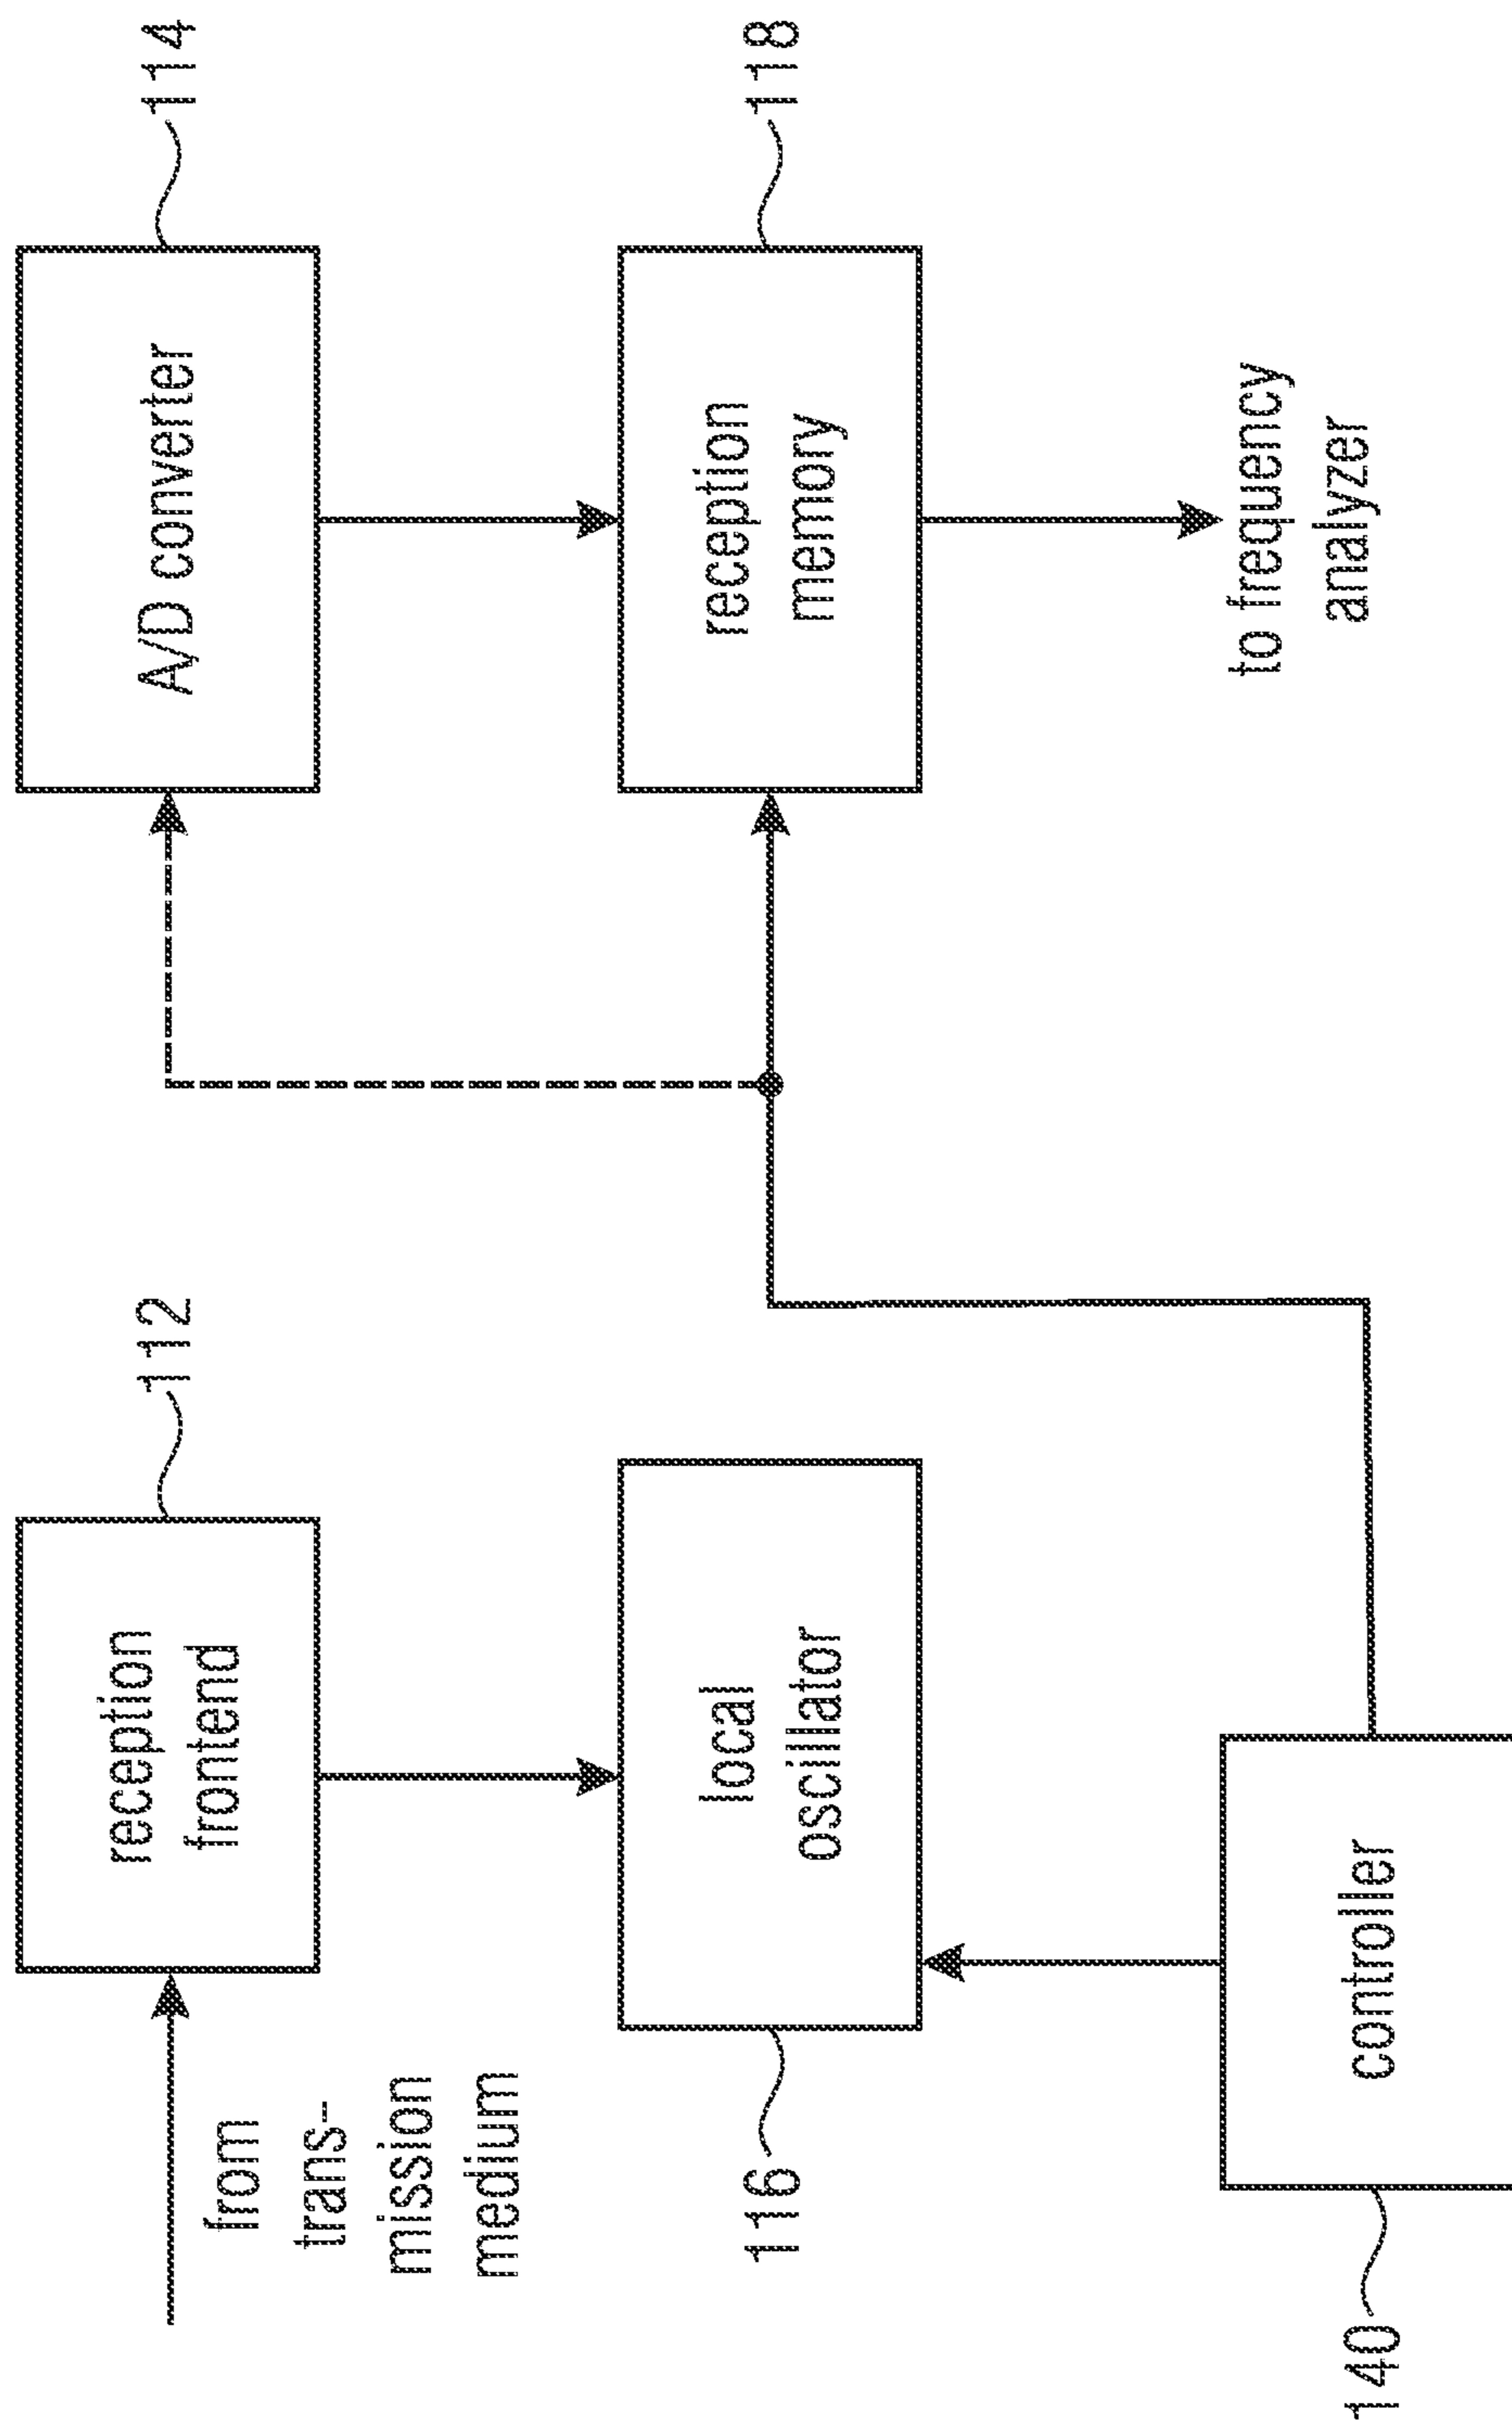 112
114
reception
frontend
A/D converter
from
trans-
mission
medium
local
oscillator
reception
memory
116
118
controller
to frequency
analyzer
140